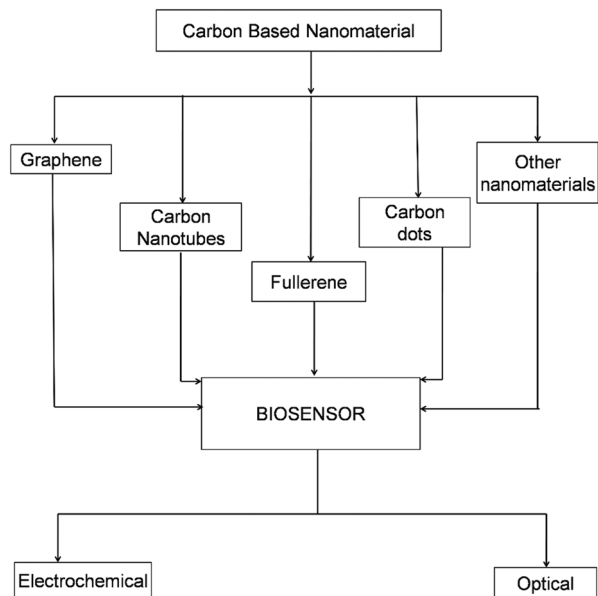 Carbon Based Nanomaterial
Graphene
Carbon
Nanotubes
Fullerene
Carbon
dots
Other
nanomaterials
BIOSENSOR
Electrochemical
Optical